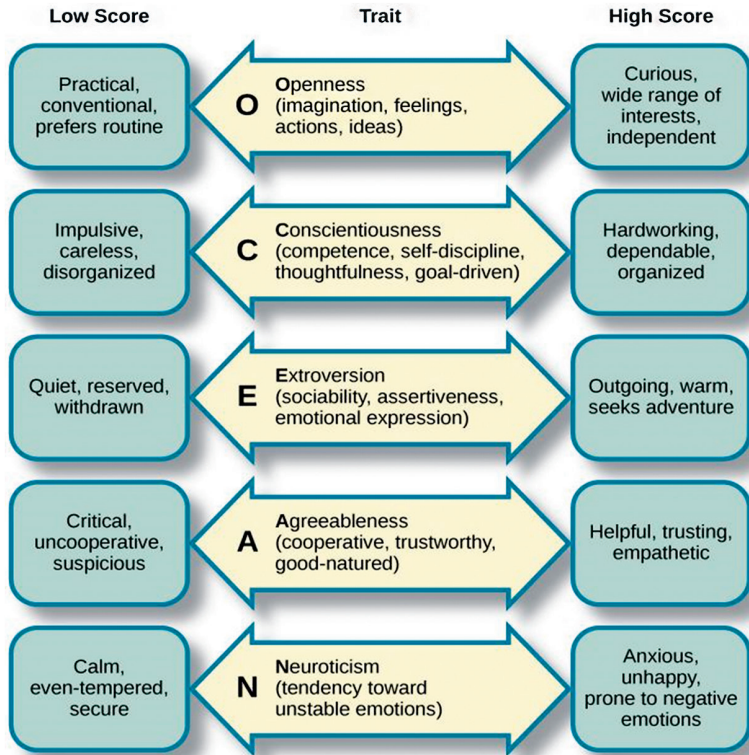 Low Score
Trait
High Score
Practical,
conventional,
prefers routine
O
Openness
(imagination, feelings,
actions, ideas)
Curious,
wide range of
interests,
independent
Impulsive,
careless,
disorganized
C
Conscientiousness
(competence, self-discipline,
thoughtfulness, goal-driven)
Hardworking,
dependable,
organized
Quiet, reserved,
withdrawn
E
Extroversion
(sociability, assertiveness,
emotional expression)
Outgoing, warm,
seeks adventure
Critical,
uncooperative,
suspicious
A
Agreeableness
(cooperative, trustworthy,
good-natured)
Helpful, trusting,
empathetic
Calm,
even-tempered,
secure
N
Neuroticism
(tendency toward
unstable emotions)
Anxious,
unhappy,
prone to negative
emotions